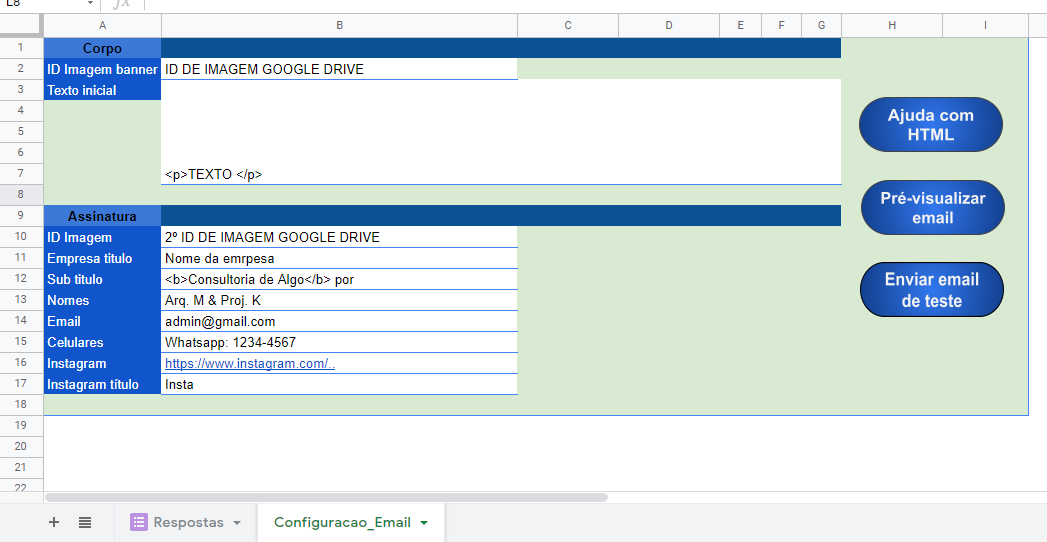 L8
fx
A B C D E F G H I
1 Corpo
2 ID Imagem banner ID DE IMAGEM GOOGLE DRIVE
3 Texto inicial
4
5
6
7 <p>TEXTO </p>
8
9 Assinatura
10 ID Imagem 2º ID DE IMAGEM GOOGLE DRIVE
11 Empresa título Nome da emrpesa
12 Sub titulo <b>Consultoria de Algo</b> por
13 Nomes Arq. M & Proj. K
14 Email admin@gmail.com
15 Celulares Whatsapp: 1234-4567
16 Instagram https://www.instagram.com/..
17 Instagram título Insta
18
19
20
21
22
Ajuda com
HTML
Pré-visualizar
email
Enviar email
de teste
Respostas Configuracao_Email